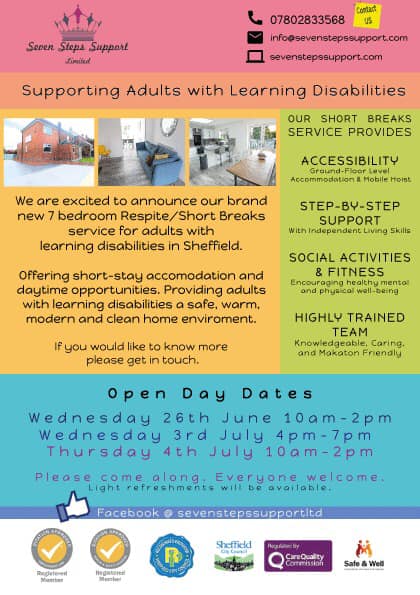 Seven Steps Support
Limited
07802833568
Contact
US
info@sevenstepssupport.com
sevenstepssupport.com
Supporting Adults with Learning Disabilities
We are excited to announce our brand
new 7 bedroom Respite/Short Breaks
service for adults with
learning disabilities in Sheffield.
Offering short-stay accomodation and
daytime opportunities. Providing adults
with learning disabilities a safe, warm,
modern and clean home enviroment.
If you would like to know more
please get in touch.
OUR SHORT BREAKS
SERVICE PROVIDES
ACCESSIBILITY
Ground-Floor Level
Accommodation & Mobile Hoist
STEP-BY-STEP
SUPPORT
With Independent Living Skills
SOCIAL ACTIVITIES
& FITNESS
Encouraging healthy mental
and physical well-being
HIGHLY TRAINED
TEAM
Knowledgeable, Caring,
and Makaton Friendly
Open Day Dates
Wednesday 26th June 10am-2pm
Wednesday 3rd July 4pm-7pm
Thursday 4th July 10am-2pm
Please come along. Everyone welcome.
Light refreshments will be available.
Facebook @ sevenstepssupportltd
Registered
Member
Registered
Member
Sheffield
City Council
Regulated by
CareQuality
Commission
Safe & Well